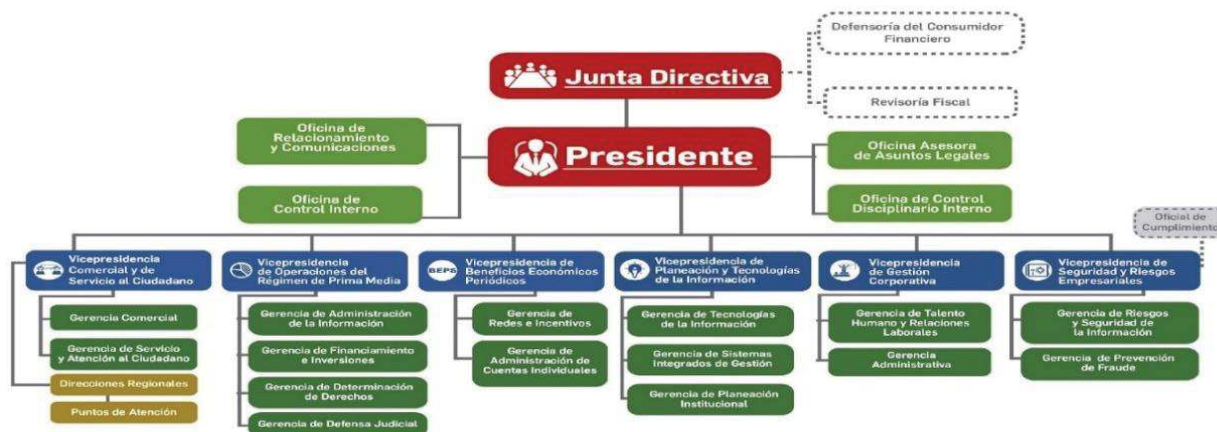 Defensoría del Consumidor
Financiero
Junta Directiva
Revisoría Fiscal
Oficina de
Relacionamiento
y Comunicaciones
Presidente
Oficina Asesora
de Asuntos Legales
Oficina de
Control Interno
Oficina de Control
Disciplinario Interno
Oficial de
Cumplimiento
Vicepresidencia
Comercial y de
Servicio al Ciudadano
Vicepresidencia
de Operaciones del
Régimen de Prima Media
BEPS
Vicepresidencia de
Beneficios Económicos
Periódicos
Vicepresidencia
de Planeación y Tecnologías
de la Información
Vicepresidencia
de Gestión
Corporativa
Vicepresidencia de
Seguridad y Riesgos
Empresariales
Gerencia Comercial
Gerencia de Servicio
y Atención al Ciudadano
Direcciones Regionales
Puntos de Atención
Gerencia de Administración
de la Información
Gerencia de Financiamiento
e Inversiones
Gerencia de Determinación
de Derechos
Gerencia de Defensa Judicial
Gerencia de
Redes e Incentivos
Gerencia de
Administración de
Cuentas Individuales
Gerencia de Tecnologías
de la Información
Gerencia de Sistemas
Integrados de Gestión
Gerencia de Planeación
Institucional
Gerencia de Talento
Humano y Relaciones
Laborales
Gerencia
Administrativa
Gerencia de Riesgos
y Seguridad de
la Información
Gerencia de Prevención
de Fraude